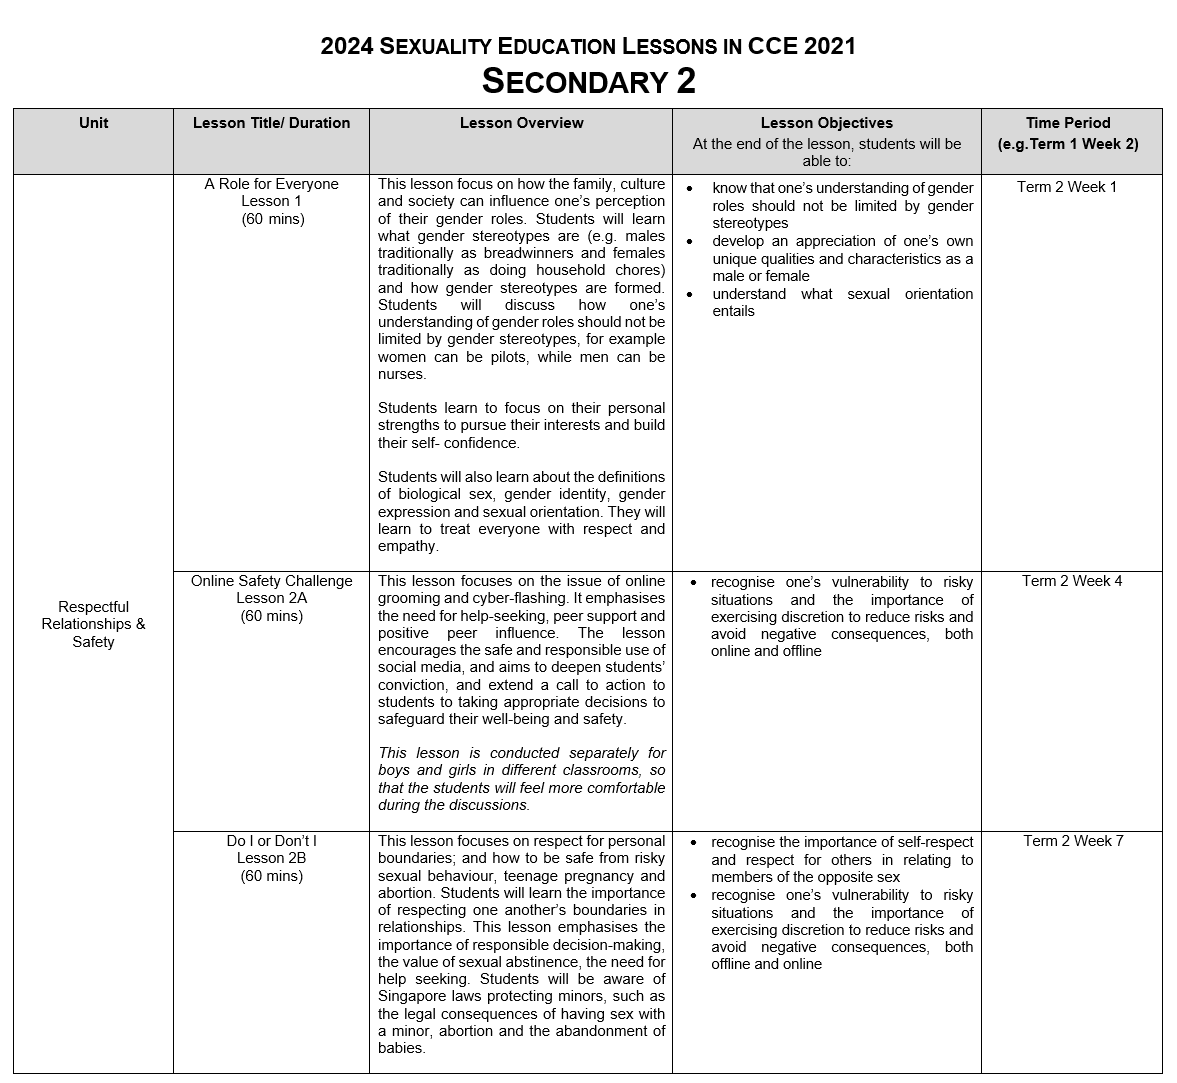 2024 SEXUALITY EDUCATION LESSONS IN CCE 2021
SECONDARY 2
Unit
Lesson Title/ Duration
Lesson Overview
Lesson Objectives
At the end of the lesson, students will be
able to:
Time Period
(e.g.Term 1 Week 2)
Respectful
Relationships &
Safety
A Role for Everyone
Lesson 1
(60 mins)
This lesson focus on how the family, culture
and society can influence one's perception
of their gender roles. Students will learn
what gender stereotypes are (e.g. males
traditionally as breadwinners and females
traditionally as doing household chores)
and how gender stereotypes are formed.
Students will discuss how one's
understanding of gender roles should not be
limited by gender stereotypes, for example
women can be pilots, while men can be
nurses.
Students learn to focus on their personal
strengths to pursue their interests and build
their self- confidence.
Students will also learn about the definitions
of biological sex, gender identity, gender
expression and sexual orientation. They will
learn to treat everyone with respect and
empathy.
• know that one's understanding of gender
roles should not be limited by gender
stereotypes
• develop an appreciation of one's own
unique qualities and characteristics as a
male or female
• understand what sexual orientation
entails
Term 2 Week 1
Online Safety Challenge
Lesson 2A
(60 mins)
This lesson focuses on the issue of online
grooming and cyber-flashing. It emphasises
the need for help-seeking, peer support and
positive peer influence. The lesson
encourages the safe and responsible use of
social media, and aims to deepen students'
conviction, and extend a call to action to
students to taking appropriate decisions to
safeguard their well-being and safety.
This lesson is conducted separately for
boys and girls in different classrooms, so
that the students will feel more comfortable
during the discussions.
• recognise one's vulnerability to risky
situations and the importance of
exercising discretion to reduce risks and
avoid negative consequences, both
online and offline
Term 2 Week 4
Do I or Don't I
Lesson 2B
(60 mins)
This lesson focuses on respect for personal
boundaries; and how to be safe from risky
sexual behaviour, teenage pregnancy and
abortion. Students will learn the importance
of respecting one another's boundaries in
relationships. This lesson emphasises the
importance of responsible decision-making,
the value of sexual abstinence, the need for
help seeking. Students will be aware of
Singapore laws protecting minors, such as
the legal consequences of having sex with
a minor, abortion and the abandonment of
babies.
• recognise the importance of self-respect
and respect for others in relating to
members of the opposite sex
• recognise one's vulnerability to risky
situations and the importance of
exercising discretion to reduce risks and
avoid negative consequences, both
offline and online
Term 2 Week 7